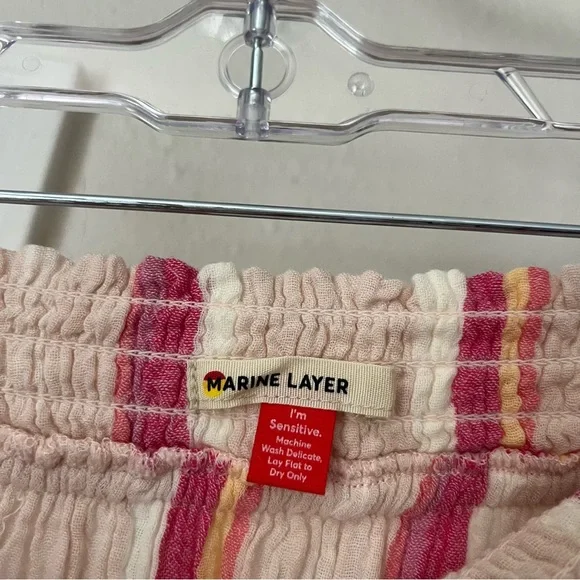 MARINE LAYER
I'm
Sensitive.
Machine
Wash Delicate,
Lay Flat to
Dry Only